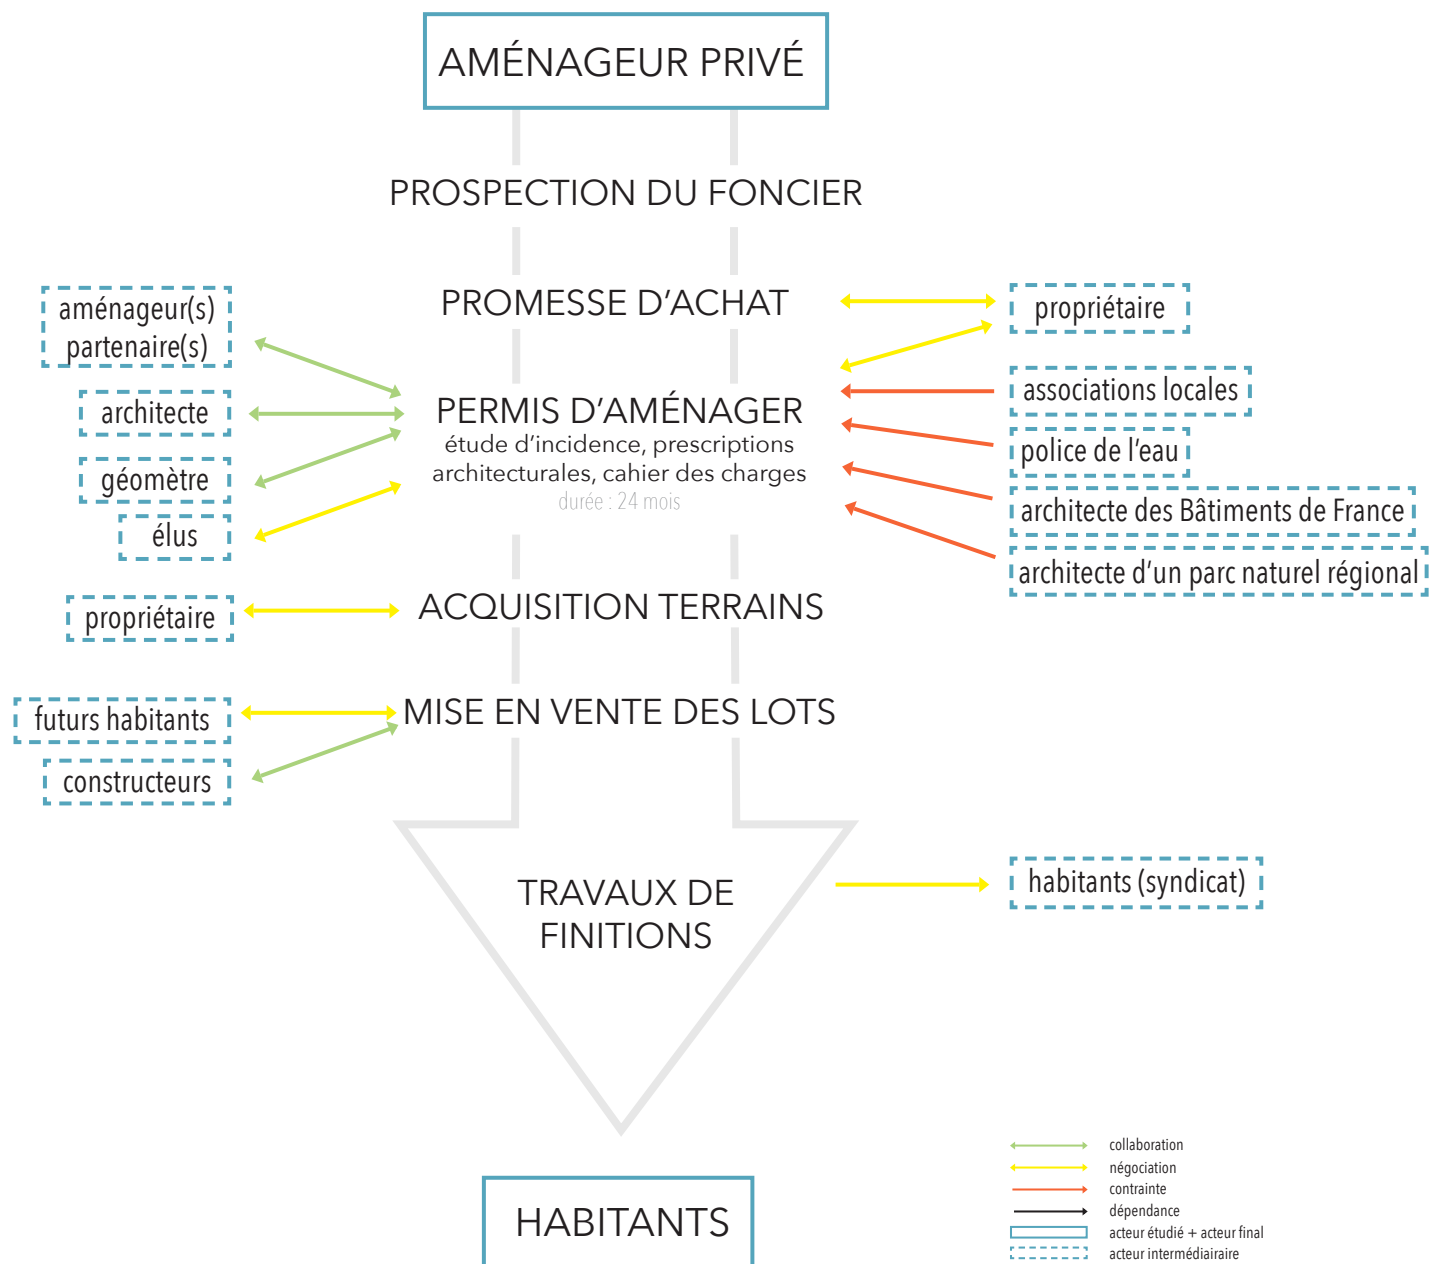 AMÉNAGEUR PRIVÉ
PROSPECTION DU FONCIER
PROMESSE D'ACHAT
propriétaire
aménageur(s)
partenaire(s)
architecte
géomètre
élus
PERMIS D'AMÉNAGER
étude d'incidence, prescriptions
architecturales, cahier des charges
durée : 24 mois
associations locales
police de l'eau
architecte des Bâtiments de France
architecte d'un parc naturel régional
propriétaire
ACQUISITION TERRAINS
futurs habitants
MISE EN VENTE DES LOTS
constructeurs
TRAVAUX DE
FINITIONS
habitants (syndicat)
HABITANTS
collaboration
négociation
contrainte
dépendance
acteur étudié + acteur final
acteur intermédiairaire